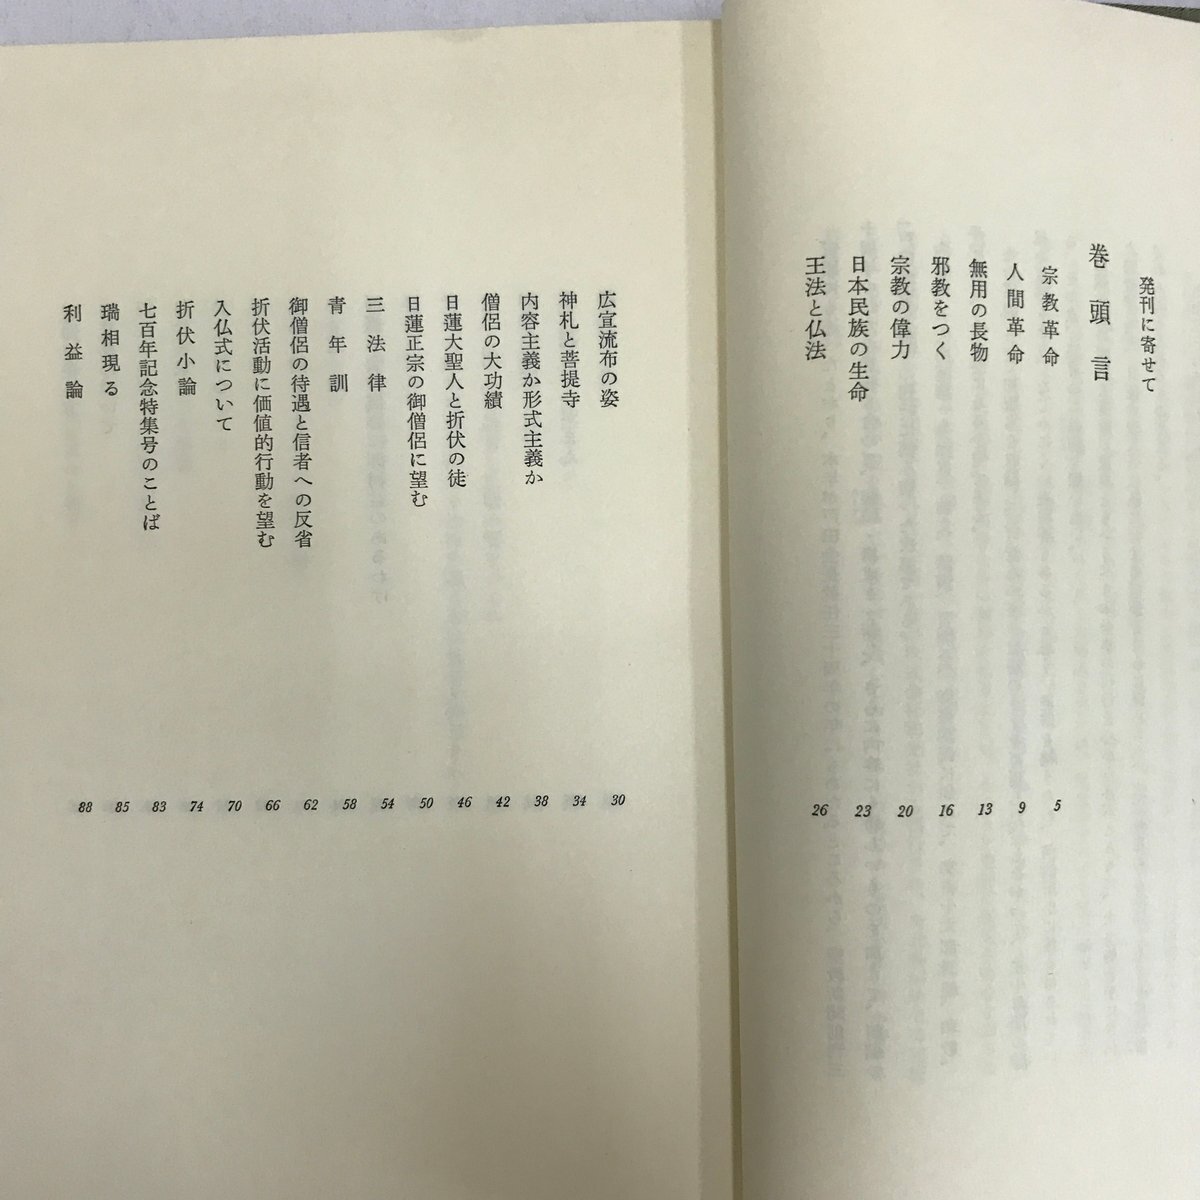 発刊に寄せて
巻頭言
宗教革命 5
人間革命 9
無用の長物 13
邪教をつく 16
宗教の偉力 20
日本民族の生命 23
王法と仏法 26
広宣流布の姿 30
神札と菩提寺 34
内容主義か形式主義か 38
僧侶の大功績 42
日蓮大聖人と折伏の徒 46
日蓮正宗の御僧侶に望む 50
三法律 54
青年訓 58
御僧侶の待遇と信者への反省 62
折伏活動に価値的行動を望む 66
入仏式について 70
折伏小論 74
七百年記念特集号のことば 83
瑞相現る 85
利益論 88